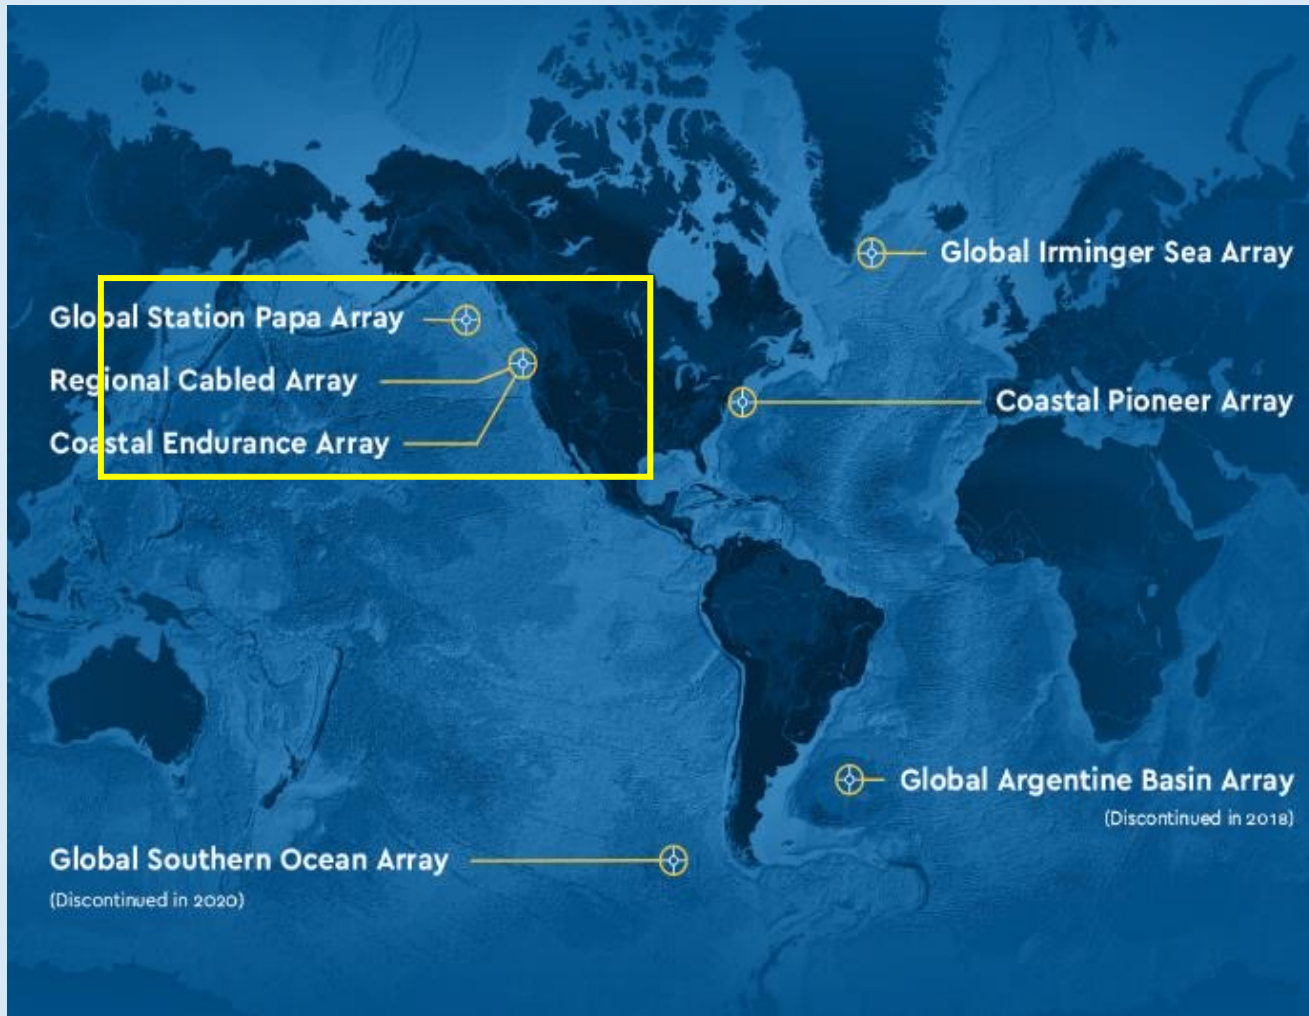 Global Irminger Sea Array
Global Station Papa Array
Regional Cabled Array
Coastal Pioneer Array
Coastal Endurance Array
Global Argentine Basin Array
(Discontinued in 2018)
Global Southern Ocean Array
(Discontinued in 2020)